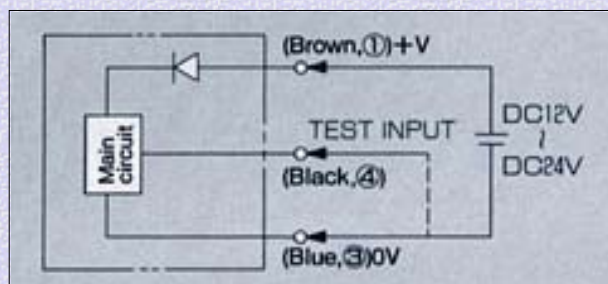 (Brown,①)+V
Main circuit
TEST INPUT
(Black,④)
DC12V
≀
DC24V
(Blue,③)0V